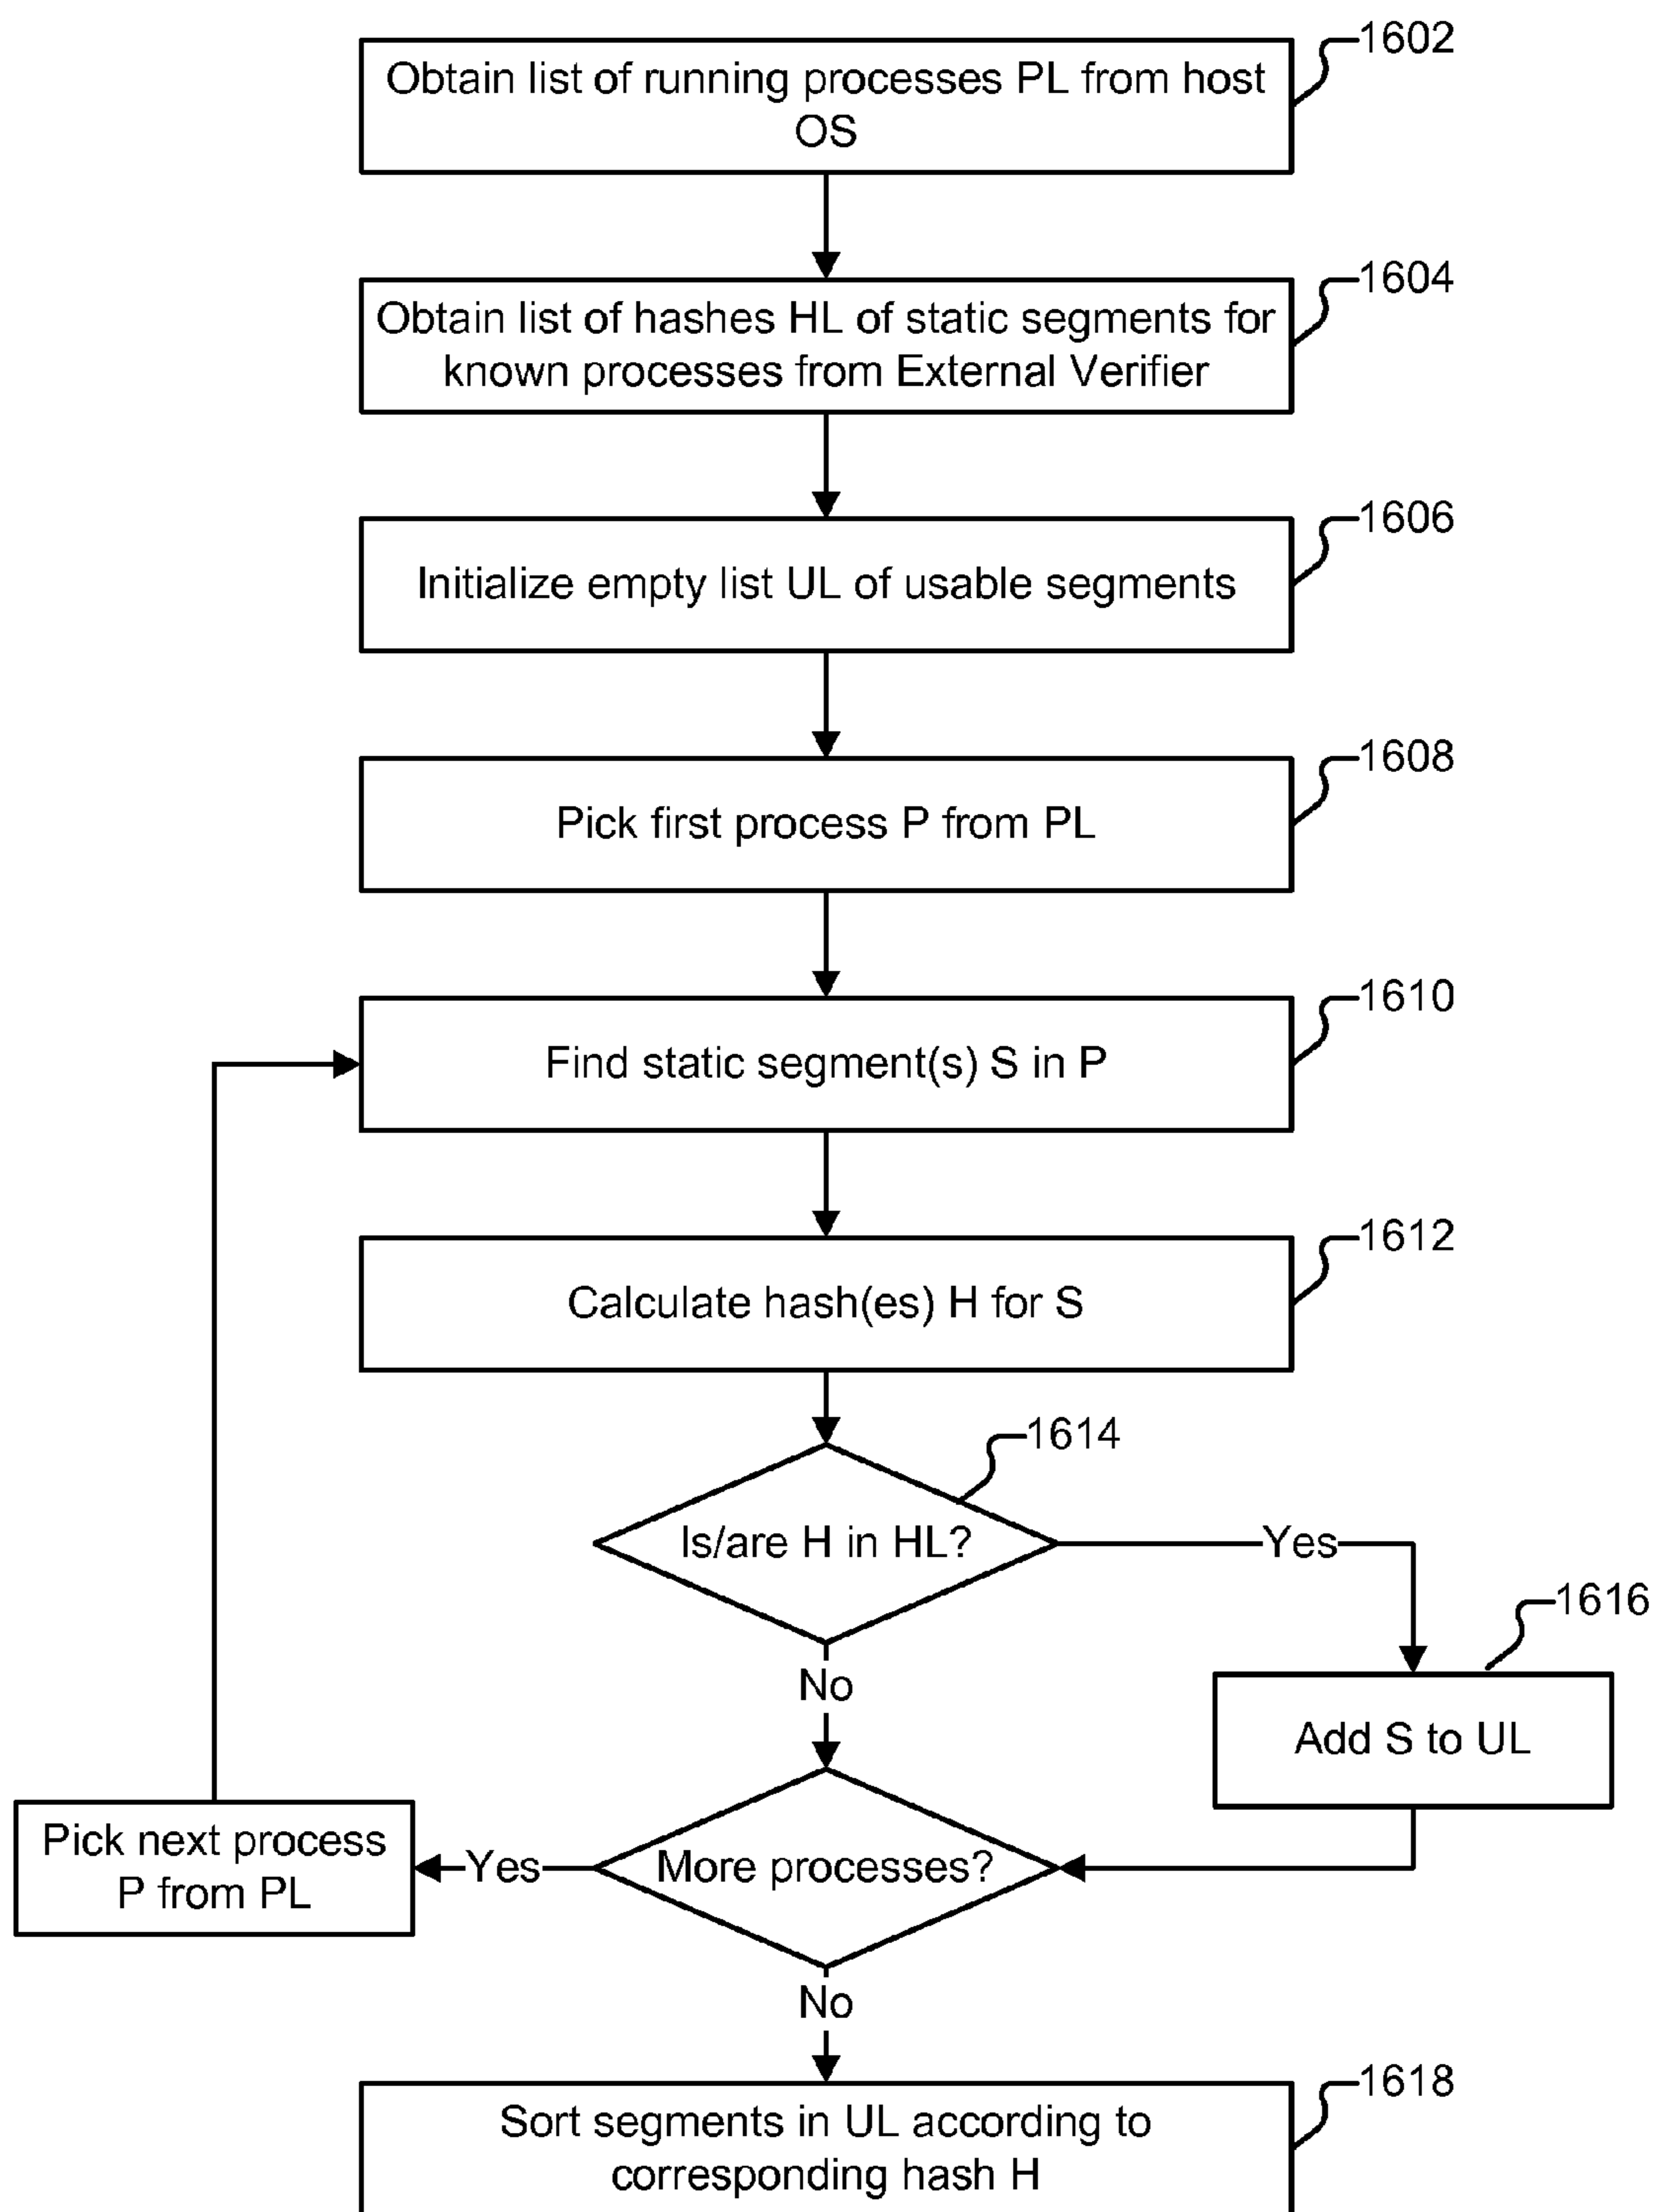 1602
Obtain list of running processes PL from host
OS
1604
Obtain list of hashes HL of static segments for
known processes from External Verifier
1606
Initialize empty list UL of usable segments
1608
Pick first process P from PL
1610
Find static segment(s) S in P
1612
Calculate hash(es) H for S
1614
Is/are H in HL?
Yes
1616
No
Add S to UL
Pick next process
P from PL
Yes
More processes?
No
1618
Sort segments in UL according to
corresponding hash H